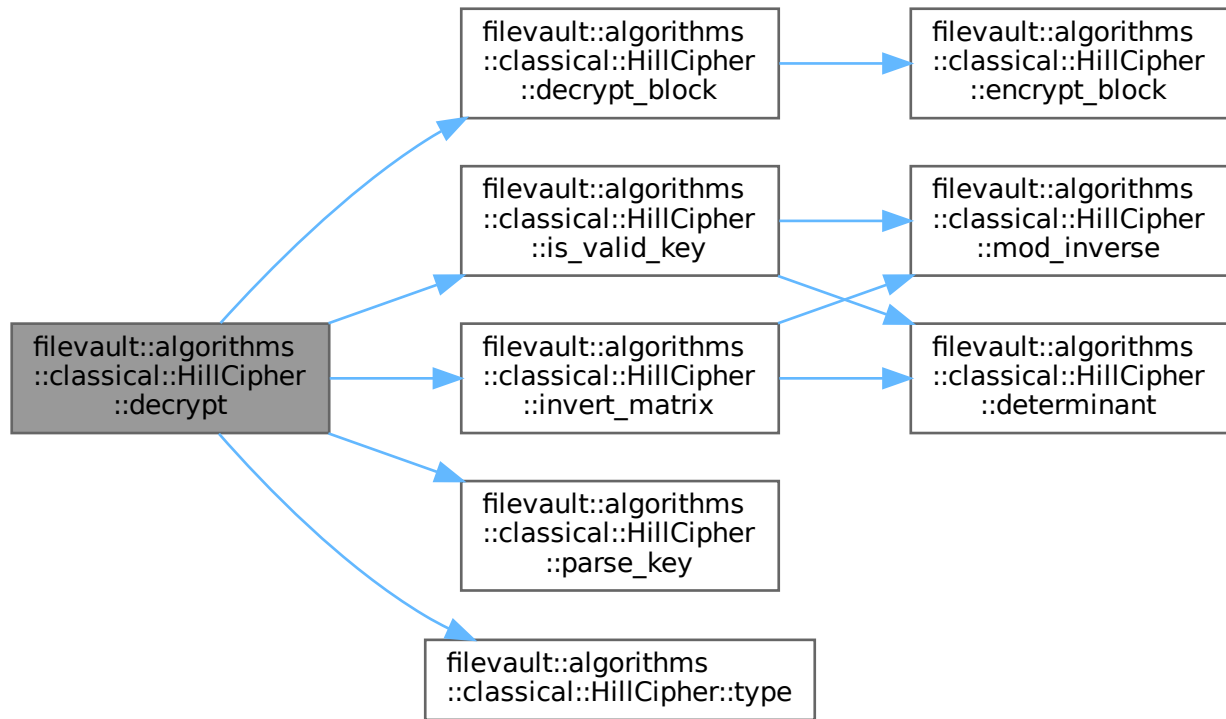 filevault::algorithms
::classical::HillCipher
::decrypt
filevault::algorithms
::classical::HillCipher
::decrypt_block
filevault::algorithms
::classical::HillCipher
::is_valid_key
filevault::algorithms
::classical::HillCipher
::invert_matrix
filevault::algorithms
::classical::HillCipher
::parse_key
filevault::algorithms
::classical::HillCipher::type
filevault::algorithms
::classical::HillCipher
::encrypt_block
filevault::algorithms
::classical::HillCipher
::mod_inverse
filevault::algorithms
::classical::HillCipher
::determinant